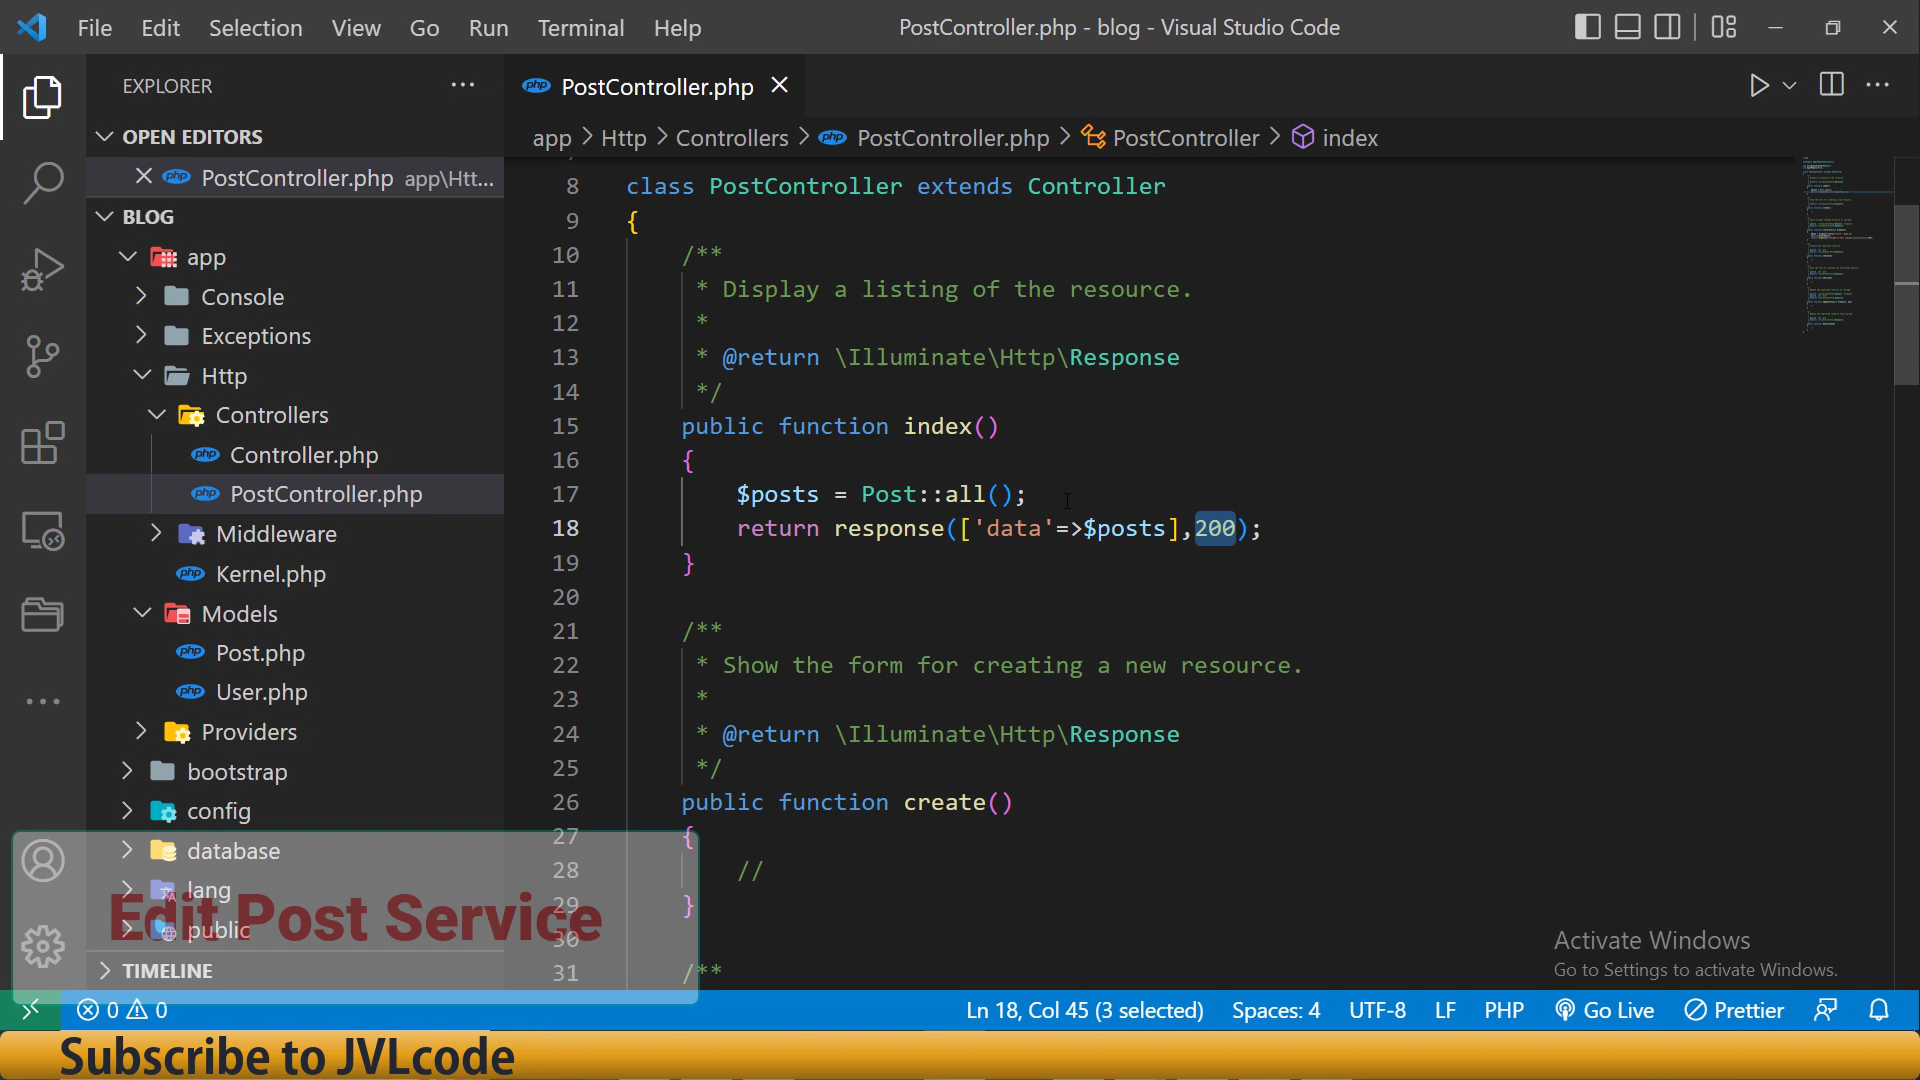 File Edit Selection View Go Run Terminal Help
PostController.php - blog - Visual Studio Code
EXPLORER
OPEN EDITORS
PostController.php app\Htt...
BLOG
app
Console
Exceptions
Http
Controllers
Controller.php
PostController.php
Middleware
Kernel.php
Models
Post.php
User.php
Providers
bootstrap
config
database
lang
public
TIMELINE
php PostController.php
app > Http > Controllers > PostController.php > PostController > index
8 class PostController extends Controller
9 {
10 /**
11 * Display a listing of the resource.
12 *
13 * @return \Illuminate\Http\Response
14 */
15 public function index()
16 {
17 $posts = Post::all();
18 return response(['data'=>$posts],200);
19 }
20
21 /**
22 * Show the form for creating a new resource.
23 *
24 * @return \Illuminate\Http\Response
25 */
26 public function create()
27 {
28 //
29 }
30
31 /**
Edit Post Service
Activate Windows
Go to Settings to activate Windows.
0 0 Ln 18, Col 45 (3 selected) Spaces: 4 UTF-8 LF PHP Go Live Prettier
Subscribe to JVLcode